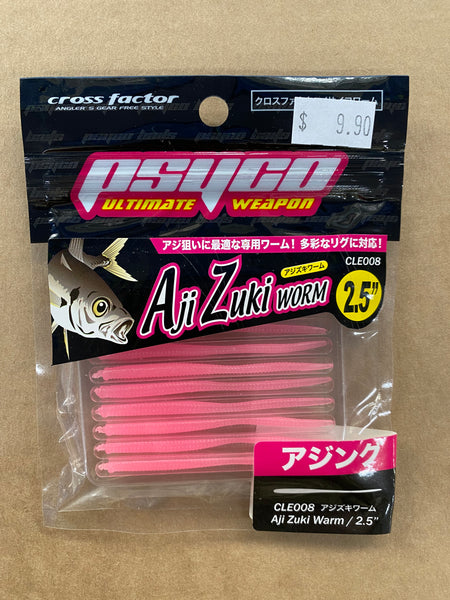 cross factor
ANGLER'S GEAR FREE STYLE
$ 9.90
PSYCO
ULTIMATE WEAPON
アジ狙いに最適な専用ワーム! 多彩なリグに対応!
CLE008
アジズキワーム
Aji Zuki WORM
2.5"
アジング
CLE008 アジズキワーム
Aji Zuki Warm / 2.5"